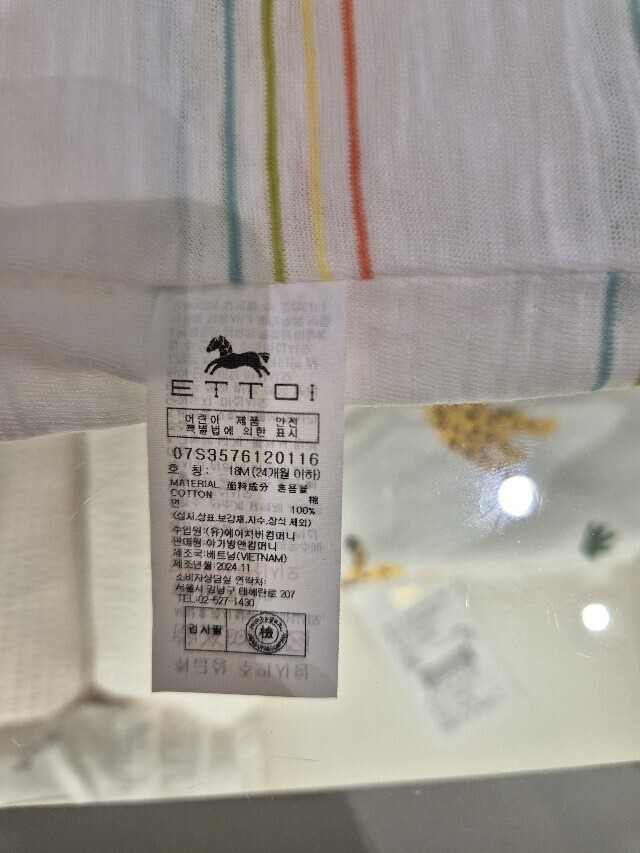 ETTOI
어린이 제품 안전
특별법에 의한 표시
07S3576120116
호 칭: 18M(24개월 이하)
MATERIAL 面料成分 혼용률
COTTON 棉
면 100%
(심사,상표,보강재,자수,장식 제외)
수입원:(유)에이지비컴퍼니
판매원:아가방앤컴퍼니
제조국:베트남(VIETNAM)
제조년월:2024.11
소비자상담실 연락처:
서울시 강남구 테헤란로 207
TEL:02-527-1430
검사필 檢